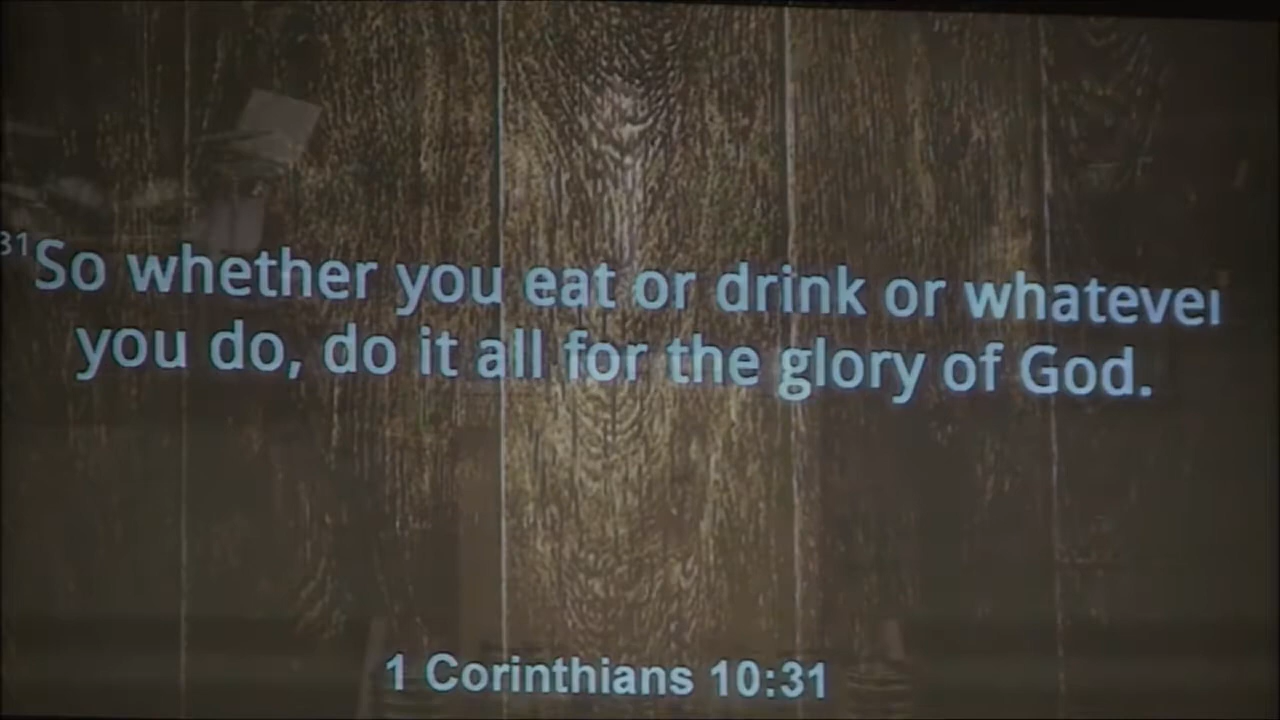 31So whether you eat or drink or whatever
you do, do it all for the glory of God.
1 Corinthians 10:31